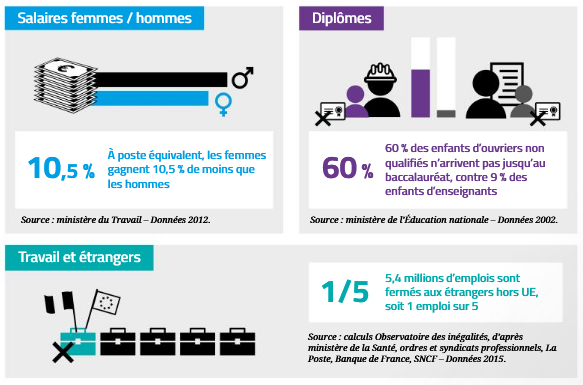 Salaires femmes / hommes
10,5 %
À poste équivalent, les femmes
gagnent 10,5 % de moins que
les hommes
Source : ministère du Travail – Données 2012.
Diplômes
60 %
60 % des enfants d’ouvriers non
qualifiés n’arrivent pas jusqu’au
baccalauréat, contre 9 % des
enfants d’enseignants
Source : ministère de l’Éducation nationale – Données 2002.
Travail et étrangers
1/5
5,4 millions d’emplois sont
fermés aux étrangers hors UE,
soit 1 emploi sur 5
Source : calculs Observatoire des inégalités, d’après
ministère de la Santé, ordres et syndicats professionnels, La
Poste, Banque de France, SNCF – Données 2015.